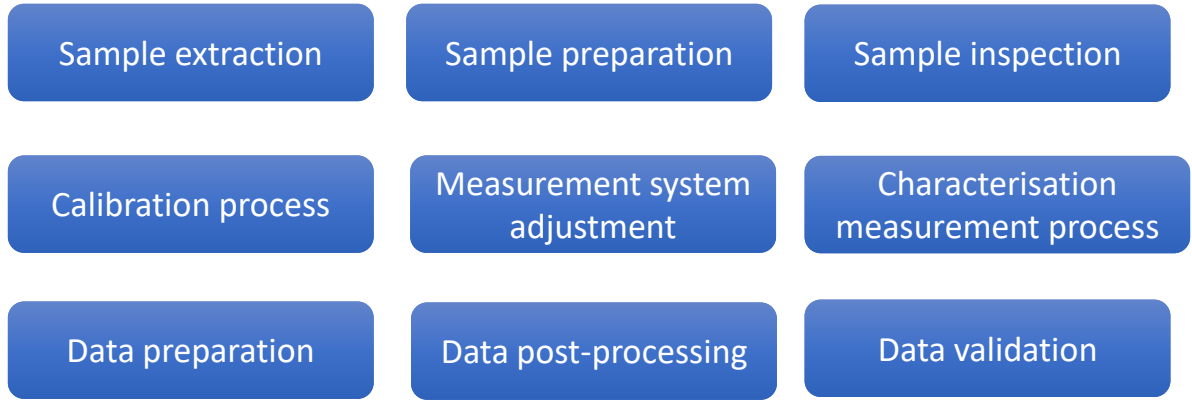 Sample extraction
Sample preparation
Sample inspection
Calibration process
Measurement system
adjustment
Characterisation
measurement process
Data preparation
Data post-processing
Data validation